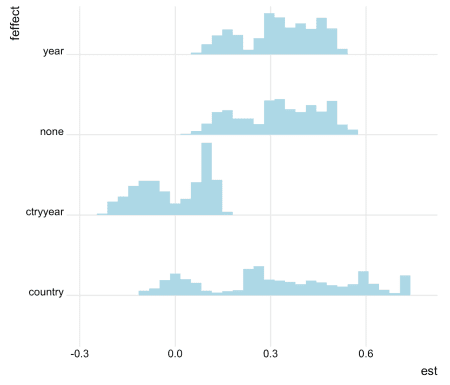 feffect
year
none
ctryyear
country
-0.3 0.0 0.3 0.6
est